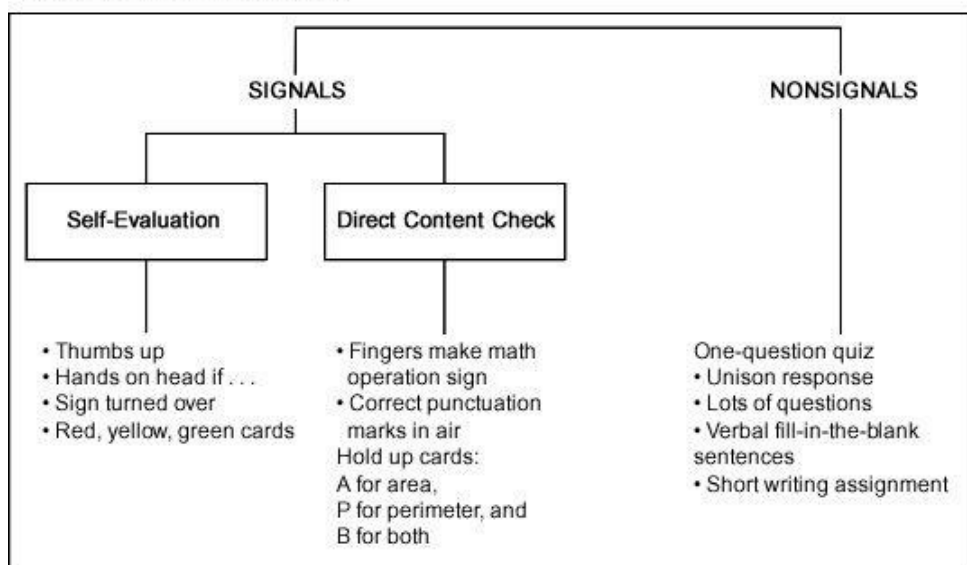 SIGNALS
NONSIGNALS
Self-Evaluation
Direct Content Check
• Thumbs up
• Hands on head if . . .
• Sign turned over
• Red, yellow, green cards
• Fingers make math
operation sign
• Correct punctuation
marks in air
Hold up cards:
A for area,
P for perimeter, and
B for both
One-question quiz
• Unison response
• Lots of questions
• Verbal fill-in-the-blank
sentences
• Short writing assignment